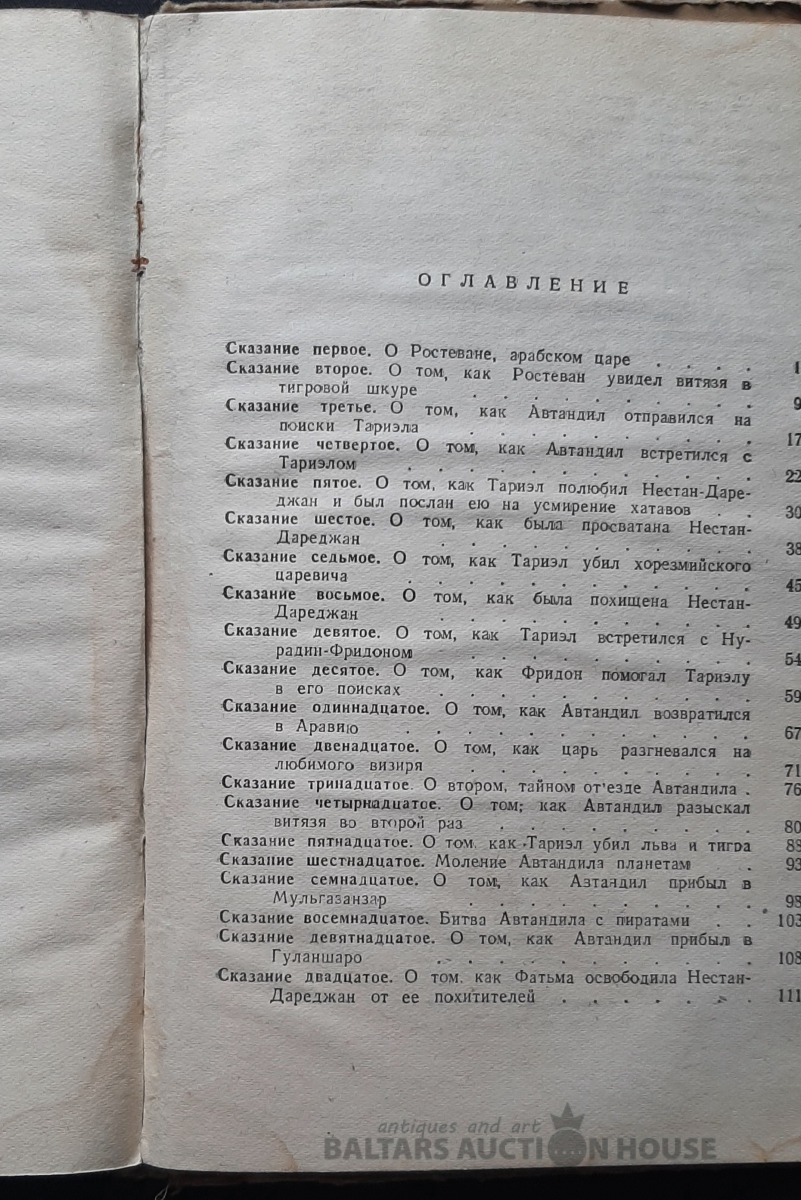 ОГЛАВЛЕНИЕ
Сказание первое. О Ростеване, арабском царе . . . . 1
Сказание второе. О том, как Ростеван увидел витязя в
тигровой шкуре . . . . . . . . . 9
Сказание третье. О том, как Автандил отправился на
поиски Тариэла . . . . . . . . . 17
Сказание четвертое. О том, как Автандил встретился с
Тариэлом . . . . . . . . . . . 22
Сказание пятое. О том, как Тариэл полюбил Нестан-Даре-
джан и был послан ею на усмирение хатавов . . 30
Сказание шестое. О том, как была просватана Нестан-
Дареджан . . . . . . . . . . 38
Сказание седьмое. О том, как Тариэл убил хорезмийского
царевича . . . . . . . . . . . 45
Сказание восьмое. О том, как была похищена Нестан-
Дареджан . . . . . . . . . . 49
Сказание девятое. О том, как Тариэл встретился с Ну-
радин-Фридоном . . . . . . . . . 54
Сказание десятое. О том, как Фридон помогал Тариэлу
в его поисках . . . . . . . . . . 59
Сказание одиннадцатое. О том, как Автандил возвратился
в Аравию . . . . . . . . . . . 67
Сказание двенадцатое. О том, как царь разгневался на
любимого визиря . . . . . . . . . 71
Сказание тринадцатое. О втором, тайном от'езде Автандила . 76
Сказание четырнадцатое. О том; как Автандил разыскал
витязя во второй раз . . . . . . . . 80
Сказание пятнадцатое. О том, как Тариэл убил льва и тигра 88
Сказание шестнадцатое. Моление Автандила планетам . 93
Сказание семнадцатое. О том, как Автандил прибыл в
Мульгазанзар . . . . . . . . . . 98
Сказание восемнадцатое. Битва Автандила с пиратами . . 103
Сказание девятнадцатое. О том, как Автандил прибыл в
Гуланшаро . . . . . . . . . . 108
Сказание двадцатое. О том, как Фатьма освободила Нестан-
Дареджан от ее похитителей . . . . . . . 111
antiques and art
BALTARS AUCTION HOUSE